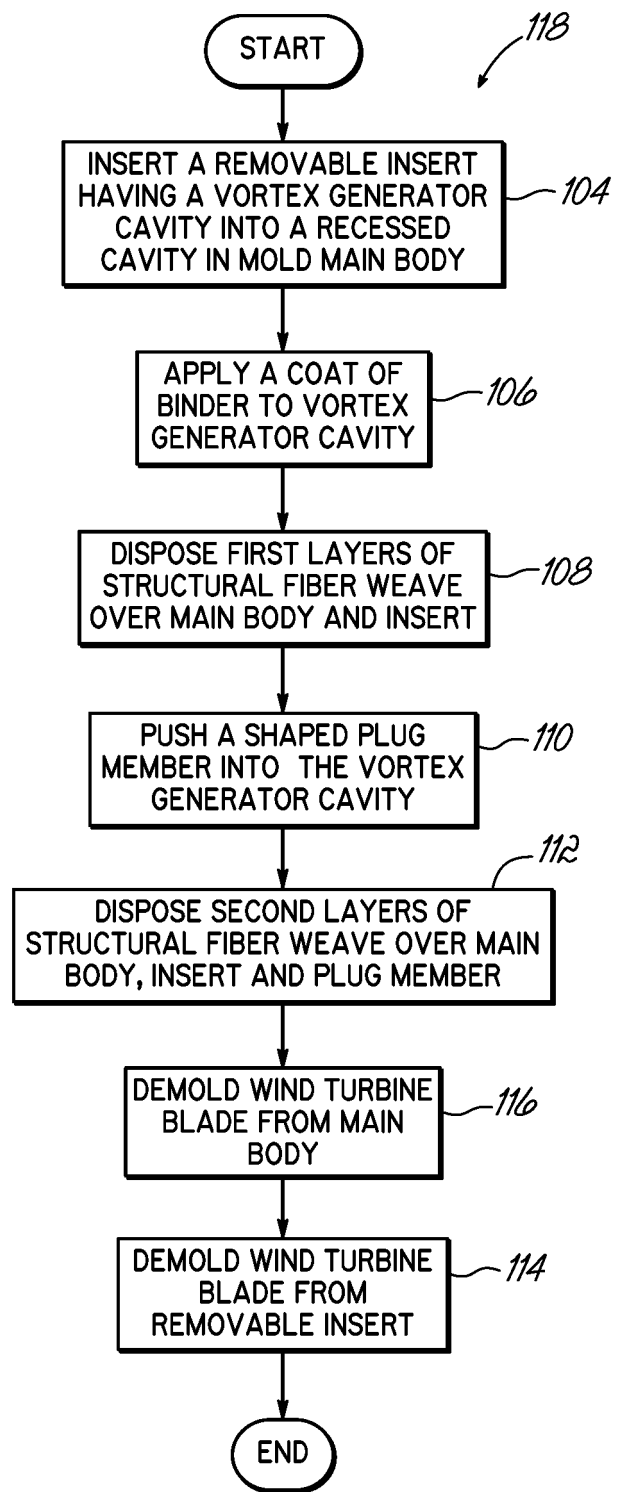 START
118
INSERT A REMOVABLE INSERT
HAVING A VORTEX GENERATOR
CAVITY INTO A RECESSED
CAVITY IN MOLD MAIN BODY
104
APPLY A COAT OF
BINDER TO VORTEX
GENERATOR CAVITY
106
DISPOSE FIRST LAYERS OF
STRUCTURAL FIBER WEAVE
OVER MAIN BODY AND INSERT
108
PUSH A SHAPED PLUG
MEMBER INTO THE VORTEX
GENERATOR CAVITY
110
112
DISPOSE SECOND LAYERS OF
STRUCTURAL FIBER WEAVE OVER MAIN
BODY, INSERT AND PLUG MEMBER
DEMOLD WIND TURBINE
BLADE FROM MAIN
BODY
116
DEMOLD WIND TURBINE
BLADE FROM
REMOVABLE INSERT
114
END